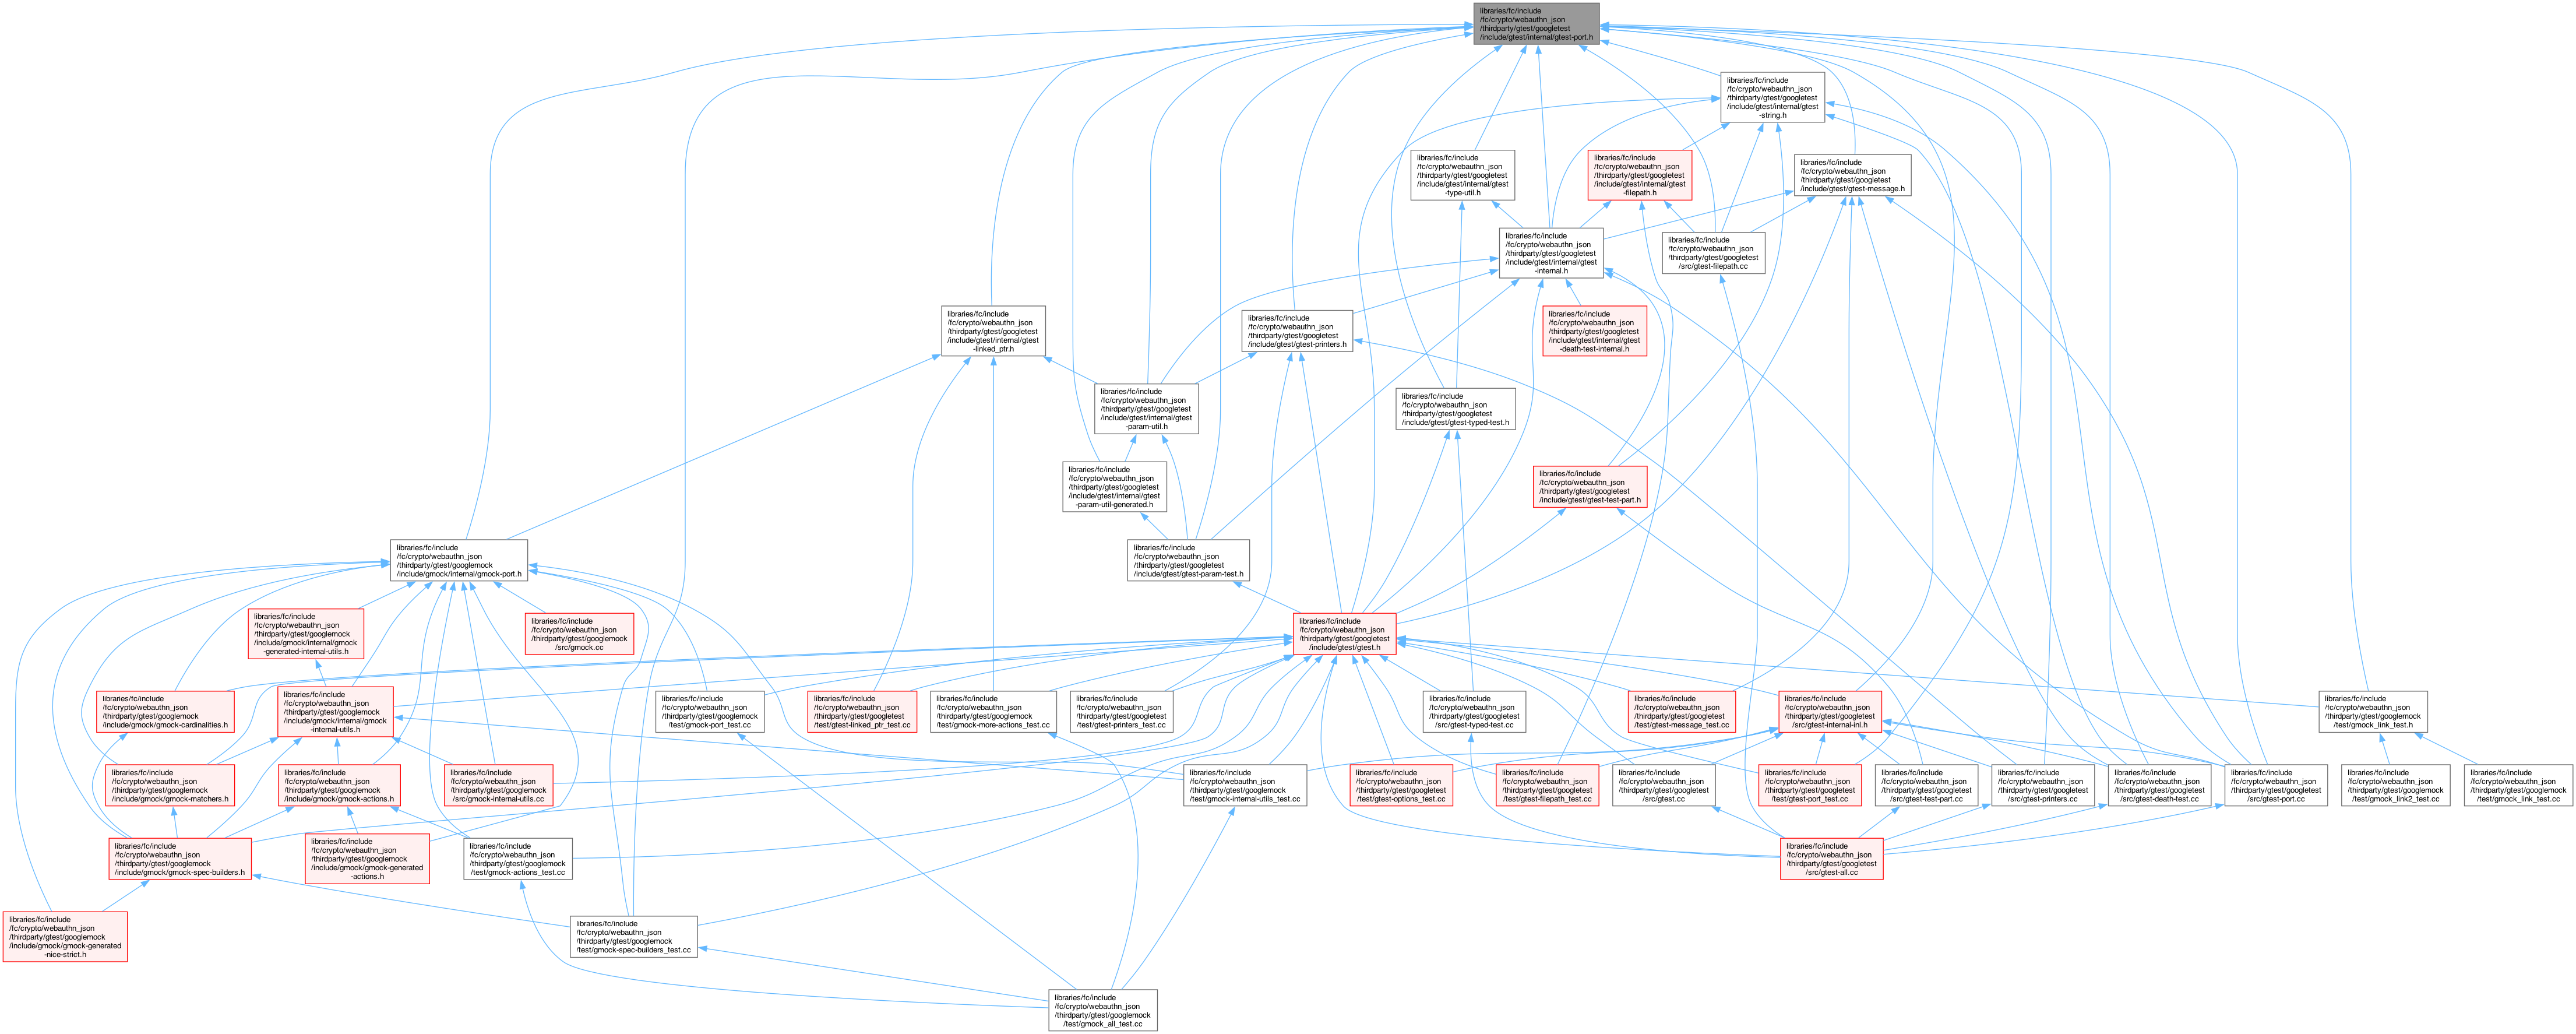 libraries/fc/include
/fc/crypto/webauthn_json
/thirdparty/gtest/googletest
/include/gtest/internal/gtest-port.h
libraries/fc/include
/fc/crypto/webauthn_json
/thirdparty/gtest/googletest
/include/gtest/internal/gtest
-string.h
libraries/fc/include
/fc/crypto/webauthn_json
/thirdparty/gtest/googletest
/include/gtest/internal/gtest
-type-util.h
libraries/fc/include
/fc/crypto/webauthn_json
/thirdparty/gtest/googletest
/include/gtest/internal/gtest
-filepath.h
libraries/fc/include
/fc/crypto/webauthn_json
/thirdparty/gtest/googletest
/include/gtest/gtest-message.h
libraries/fc/include
/fc/crypto/webauthn_json
/thirdparty/gtest/googletest
/include/gtest/internal/gtest
-internal.h
libraries/fc/include
/fc/crypto/webauthn_json
/thirdparty/gtest/googletest
/src/gtest-filepath.cc
libraries/fc/include
/fc/crypto/webauthn_json
/thirdparty/gtest/googletest
/include/gtest/internal/gtest
-linked_ptr.h
libraries/fc/include
/fc/crypto/webauthn_json
/thirdparty/gtest/googletest
/include/gtest/gtest-printers.h
libraries/fc/include
/fc/crypto/webauthn_json
/thirdparty/gtest/googletest
/include/gtest/internal/gtest
-death-test-internal.h
libraries/fc/include
/fc/crypto/webauthn_json
/thirdparty/gtest/googletest
/include/gtest/internal/gtest
-param-util.h
libraries/fc/include
/fc/crypto/webauthn_json
/thirdparty/gtest/googletest
/include/gtest/gtest-typed-test.h
libraries/fc/include
/fc/crypto/webauthn_json
/thirdparty/gtest/googletest
/include/gtest/internal/gtest
-param-util-generated.h
libraries/fc/include
/fc/crypto/webauthn_json
/thirdparty/gtest/googletest
/include/gtest/gtest-test-part.h
libraries/fc/include
/fc/crypto/webauthn_json
/thirdparty/gtest/googlemock
/include/gmock/internal/gmock-port.h
libraries/fc/include
/fc/crypto/webauthn_json
/thirdparty/gtest/googletest
/include/gtest/gtest-param-test.h
libraries/fc/include
/fc/crypto/webauthn_json
/thirdparty/gtest/googlemock
/include/gmock/internal/gmock
-generated-internal-utils.h
libraries/fc/include
/fc/crypto/webauthn_json
/thirdparty/gtest/googlemock
/src/gmock.cc
libraries/fc/include
/fc/crypto/webauthn_json
/thirdparty/gtest/googletest
/include/gtest/gtest.h
libraries/fc/include
/fc/crypto/webauthn_json
/thirdparty/gtest/googlemock
/include/gmock/gmock-cardinalities.h
libraries/fc/include
/fc/crypto/webauthn_json
/thirdparty/gtest/googlemock
/include/gmock/internal/gmock
-internal-utils.h
libraries/fc/include
/fc/crypto/webauthn_json
/thirdparty/gtest/googlemock
/test/gmock-port_test.cc
libraries/fc/include
/fc/crypto/webauthn_json
/thirdparty/gtest/googletest
/test/gtest-linked_ptr_test.cc
libraries/fc/include
/fc/crypto/webauthn_json
/thirdparty/gtest/googlemock
/test/gmock-more-actions_test.cc
libraries/fc/include
/fc/crypto/webauthn_json
/thirdparty/gtest/googletest
/test/gtest-printers_test.cc
libraries/fc/include
/fc/crypto/webauthn_json
/thirdparty/gtest/googletest
/src/gtest-typed-test.cc
libraries/fc/include
/fc/crypto/webauthn_json
/thirdparty/gtest/googletest
/test/gtest-message_test.cc
libraries/fc/include
/fc/crypto/webauthn_json
/thirdparty/gtest/googletest
/src/gtest-internal-inl.h
libraries/fc/include
/fc/crypto/webauthn_json
/thirdparty/gtest/googlemock
/test/gmock_link_test.h
libraries/fc/include
/fc/crypto/webauthn_json
/thirdparty/gtest/googlemock
/include/gmock/gmock-matchers.h
libraries/fc/include
/fc/crypto/webauthn_json
/thirdparty/gtest/googlemock
/include/gmock/gmock-actions.h
libraries/fc/include
/fc/crypto/webauthn_json
/thirdparty/gtest/googlemock
/src/gmock-internal-utils.cc
libraries/fc/include
/fc/crypto/webauthn_json
/thirdparty/gtest/googlemock
/test/gmock-internal-utils_test.cc
libraries/fc/include
/fc/crypto/webauthn_json
/thirdparty/gtest/googletest
/test/gtest-options_test.cc
libraries/fc/include
/fc/crypto/webauthn_json
/thirdparty/gtest/googletest
/test/gtest-filepath_test.cc
libraries/fc/include
/fc/crypto/webauthn_json
/thirdparty/gtest/googletest
/src/gtest.cc
libraries/fc/include
/fc/crypto/webauthn_json
/thirdparty/gtest/googletest
/test/gtest-port_test.cc
libraries/fc/include
/fc/crypto/webauthn_json
/thirdparty/gtest/googletest
/src/gtest-test-part.cc
libraries/fc/include
/fc/crypto/webauthn_json
/thirdparty/gtest/googletest
/src/gtest-printers.cc
libraries/fc/include
/fc/crypto/webauthn_json
/thirdparty/gtest/googletest
/src/gtest-death-test.cc
libraries/fc/include
/fc/crypto/webauthn_json
/thirdparty/gtest/googletest
/src/gtest-port.cc
libraries/fc/include
/fc/crypto/webauthn_json
/thirdparty/gtest/googlemock
/test/gmock_link2_test.cc
libraries/fc/include
/fc/crypto/webauthn_json
/thirdparty/gtest/googlemock
/test/gmock_link_test.cc
libraries/fc/include
/fc/crypto/webauthn_json
/thirdparty/gtest/googlemock
/include/gmock/gmock-spec-builders.h
libraries/fc/include
/fc/crypto/webauthn_json
/thirdparty/gtest/googlemock
/include/gmock/gmock-generated
-actions.h
libraries/fc/include
/fc/crypto/webauthn_json
/thirdparty/gtest/googlemock
/test/gmock-actions_test.cc
libraries/fc/include
/fc/crypto/webauthn_json
/thirdparty/gtest/googletest
/src/gtest-all.cc
libraries/fc/include
/fc/crypto/webauthn_json
/thirdparty/gtest/googlemock
/include/gmock/gmock-generated
-nice-strict.h
libraries/fc/include
/fc/crypto/webauthn_json
/thirdparty/gtest/googlemock
/test/gmock-spec-builders_test.cc
libraries/fc/include
/fc/crypto/webauthn_json
/thirdparty/gtest/googlemock
/test/gmock_all_test.cc